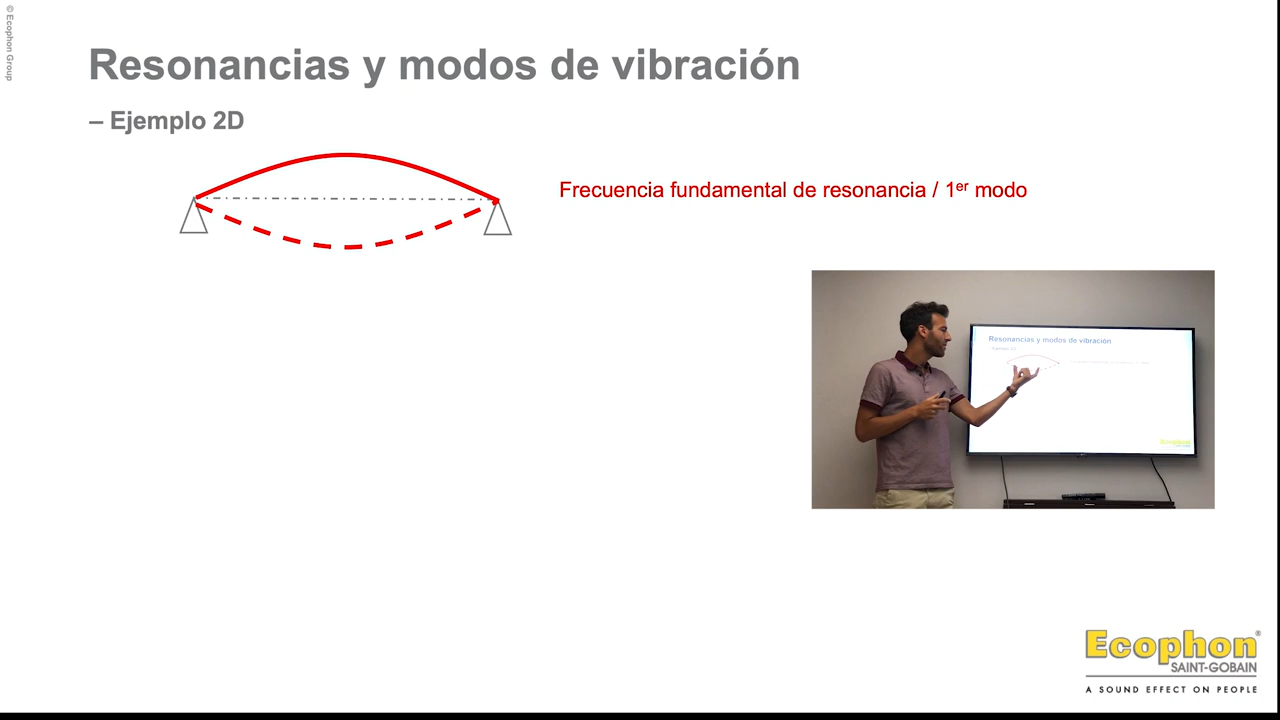 © Ecophon Group
Resonancias y modos de vibración
– Ejemplo 2D
Frecuencia fundamental de resonancia / 1er modo
Resonancias y modos de vibración
Ecophon
Ecophon®
SAINT-GOBAIN
A SOUND EFFECT ON PEOPLE